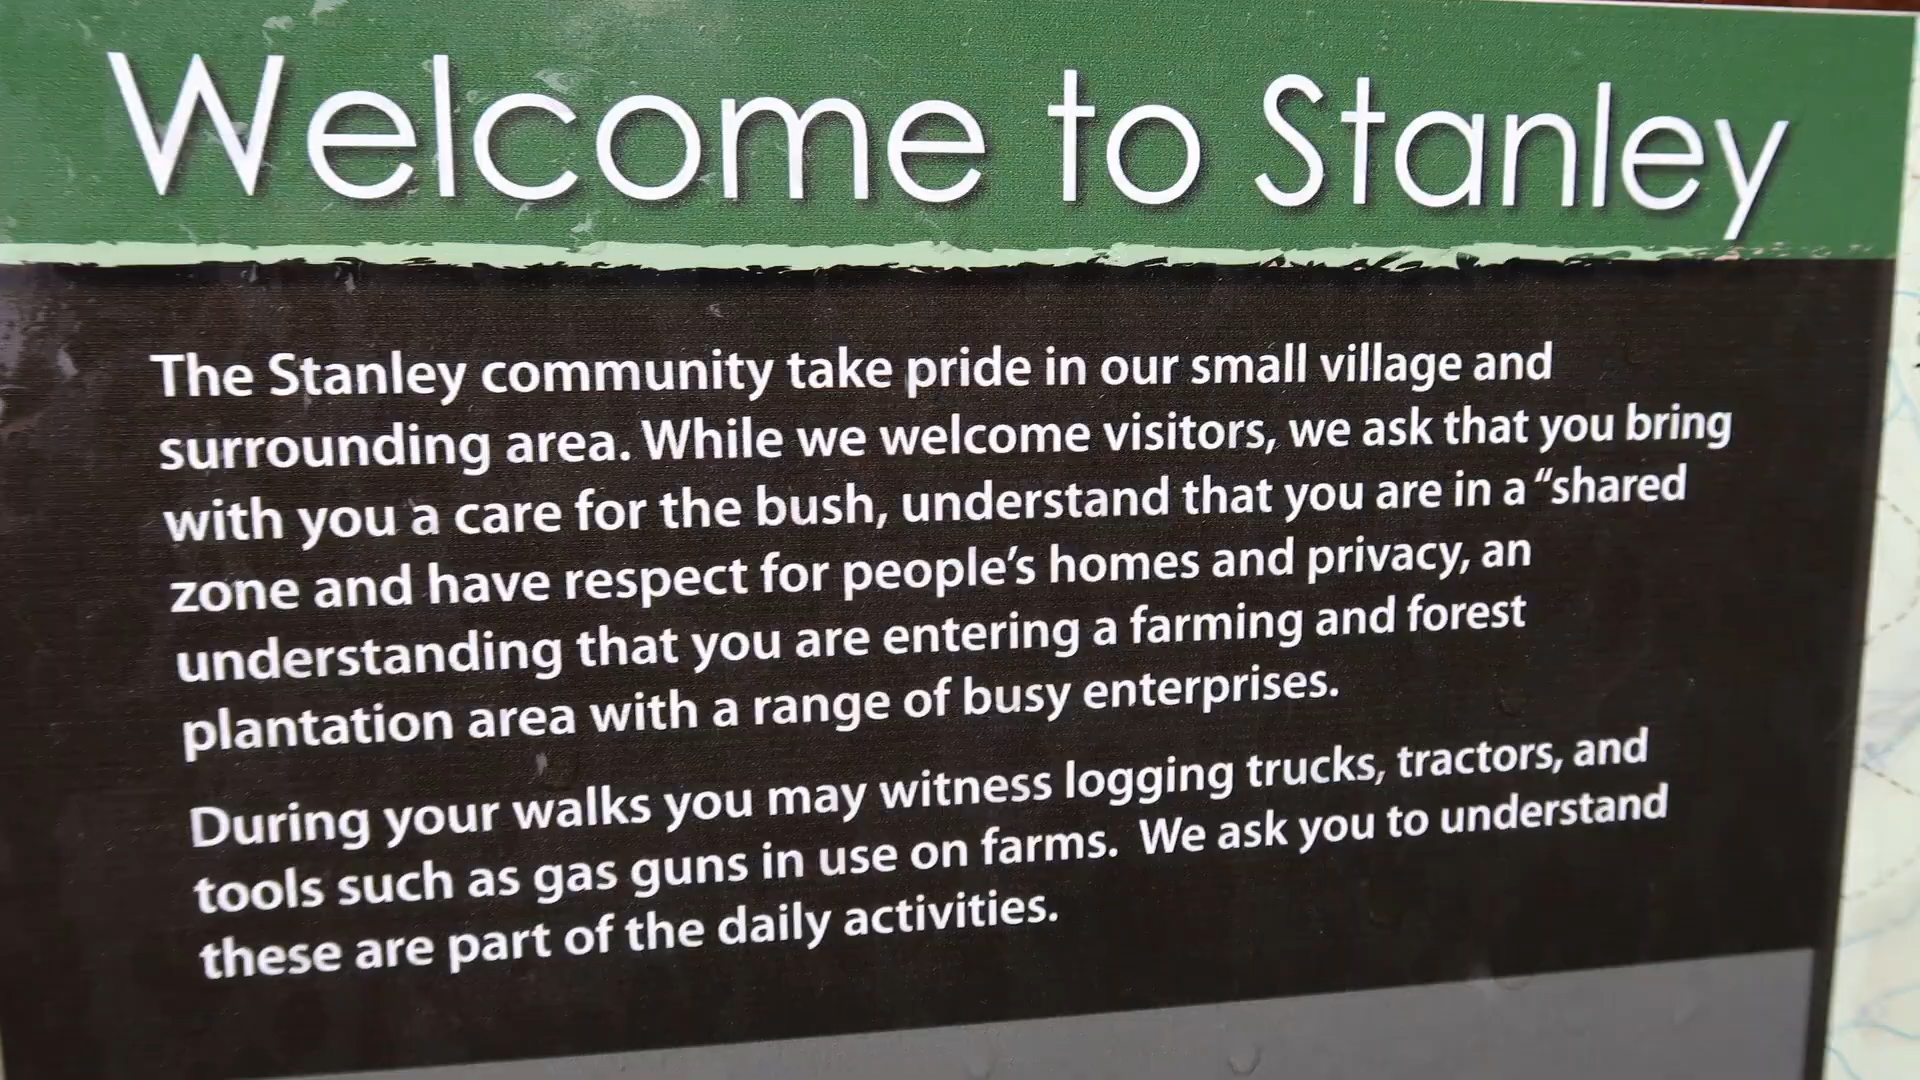 Welcome to Stanley
The Stanley community take pride in our small village and
surrounding area. While we welcome visitors, we ask that you bring
with you a care for the bush, understand that you are in a “shared
zone and have respect for people’s homes and privacy, an
understanding that you are entering a farming and forest
plantation area with a range of busy enterprises.
During your walks you may witness logging trucks, tractors, and
tools such as gas guns in use on farms.  We ask you to understand
these are part of the daily activities.